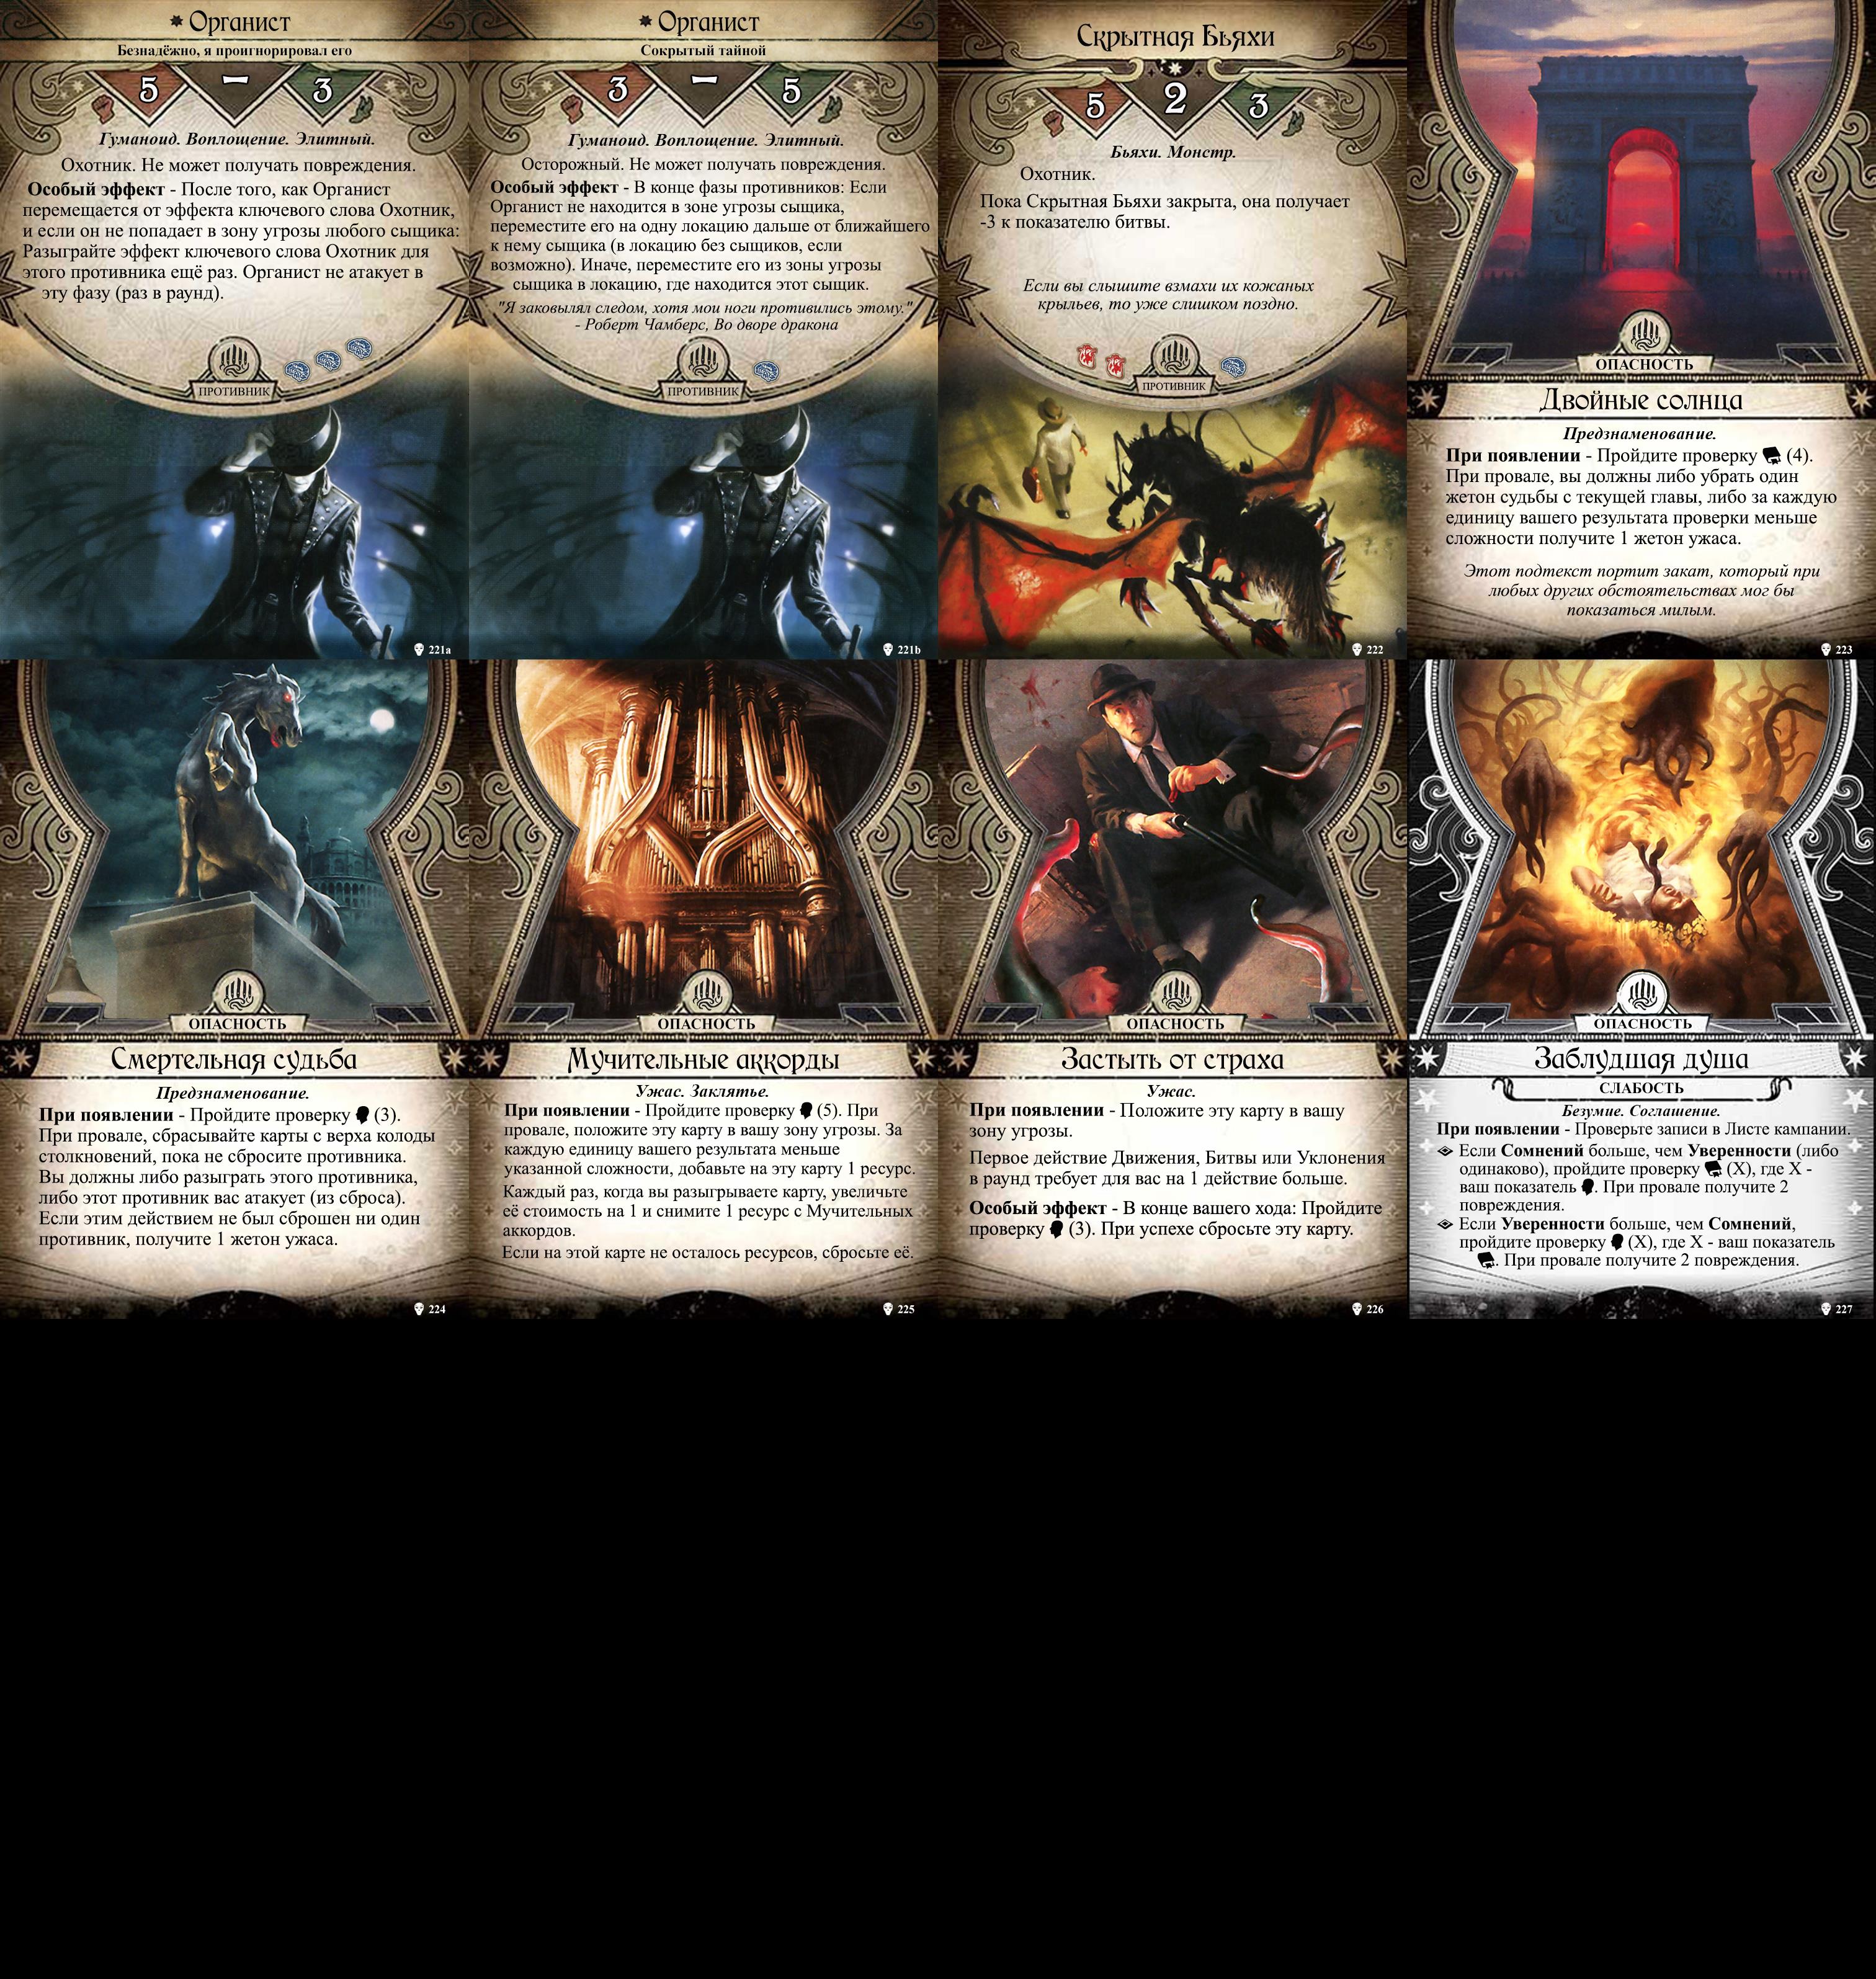 Органист
Безнадёжно, я проигнорировал его
5 – 3
Гуманоид. Воплощение. Элитный.
Охотник. Не может получать повреждения.
Особый эффект - После того, как Органист
перемещается от эффекта ключевого слова Охотник,
и если он не попадает в зону угрозы любого сыщика:
Разыграйте эффект ключевого слова Охотник для
этого противника ещё раз. Органист не атакует в
эту фазу (раз в раунд).
ПРОТИВНИК
221a
Органист
Сокрытый тайной
3 – 5
Гуманоид. Воплощение. Элитный.
Осторожный. Не может получать повреждения.
Особый эффект - В конце фазы противников: Если
Органист не находится в зоне угрозы сыщика,
переместите его на одну локацию дальше от ближайшего
к нему сыщика (в локацию без сыщиков, если
возможно). Иначе, переместите его из зоны угрозы
сыщика в локацию, где находится этот сыщик.
"Я заковылял следом, хотя мои ноги противились этому."
- Роберт Чамберс, Во дворе дракона
ПРОТИВНИК
221b
Скрытная Бьяхи
5 2 3
Бьяхи. Монстр.
Охотник.
Пока Скрытная Бьяхи закрыта, она получает
-3 к показателю битвы.
Если вы слышите взмахи их кожаных
крыльев, то уже слишком поздно.
ПРОТИВНИК
222
ОПАСНОСТЬ
Двойные солнца
Предзнаменование.
При появлении - Пройдите проверку (4).
При провале, вы должны либо убрать один
жетон судьбы с текущей главы, либо за каждую
единицу вашего результата проверки меньше
сложности получите 1 жетон ужаса.
Этот подтекст портит закат, который при
любых других обстоятельствах мог бы
показаться милым.
223
ОПАСНОСТЬ
Смертельная судьба
Предзнаменование.
При появлении - Пройдите проверку (3).
При провале, сбрасывайте карты с верха колоды
столкновений, пока не сбросите противника.
Вы должны либо разыграть этого противника,
либо этот противник вас атакует (из сброса).
Если этим действием не был сброшен ни один
противник, получите 1 жетон ужаса.
224
ОПАСНОСТЬ
Мучительные аккорды
Ужас. Заклятье.
При появлении - Пройдите проверку (5). При
провале, положите эту карту в вашу зону угрозы. За
каждую единицу вашего результата меньше
указанной сложности, добавьте на эту карту 1 ресурс.
Каждый раз, когда вы разыгрываете карту, увеличьте
её стоимость на 1 и снимите 1 ресурс с Мучительных
аккордов.
Если на этой карте не осталось ресурсов, сбросьте её.
225
ОПАСНОСТЬ
Застыть от страха
Ужас.
При появлении - Положите эту карту в вашу
зону угрозы.
Первое действие Движения, Битвы или Уклонения
в раунд требует для вас на 1 действие больше.
Особый эффект - В конце вашего хода: Пройдите
проверку (3). При успехе сбросьте эту карту.
226
ОПАСНОСТЬ
Заблудшая душа
СЛАБОСТЬ
Безумие. Соглашение.
При появлении - Проверьте записи в Листе кампании.
Если Сомнений больше, чем Уверенности (либо
одинаково), пройдите проверку (X), где X -
ваш показатель . При провале получите 2
повреждения.
Если Уверенности больше, чем Сомнений,
пройдите проверку (X), где X - ваш показатель
. При провале получите 2 повреждения.
227